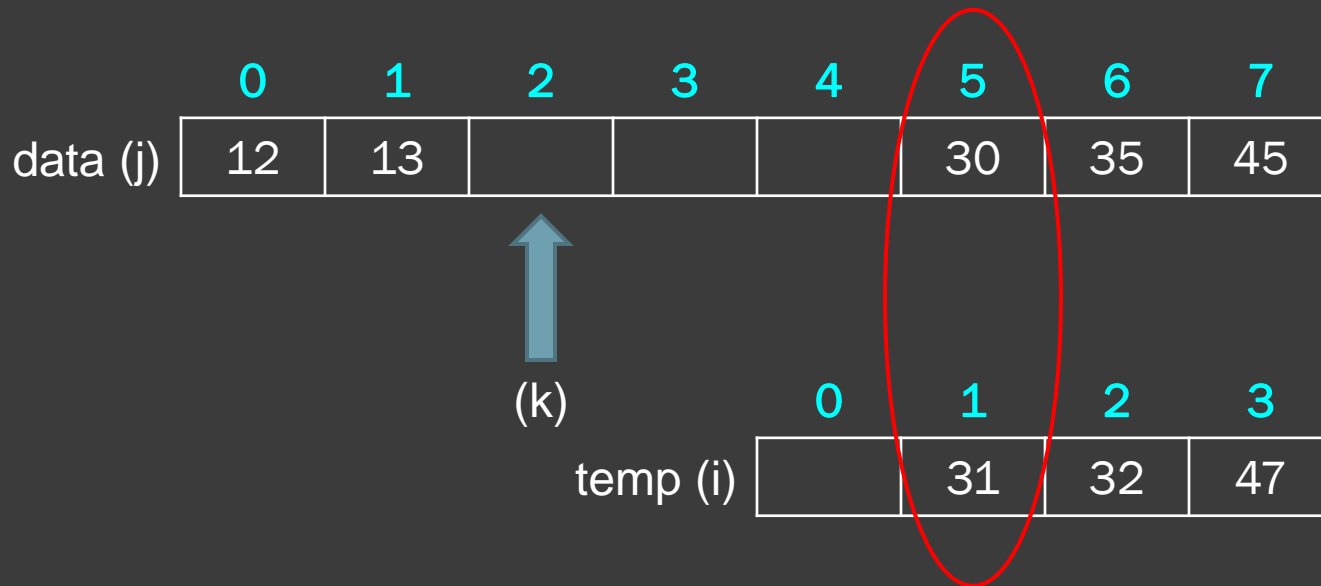 0 1 2 3 4 5 6 7
data (j) 12 13 30 35 45
(k)
0 1 2 3
temp (i) 31 32 47